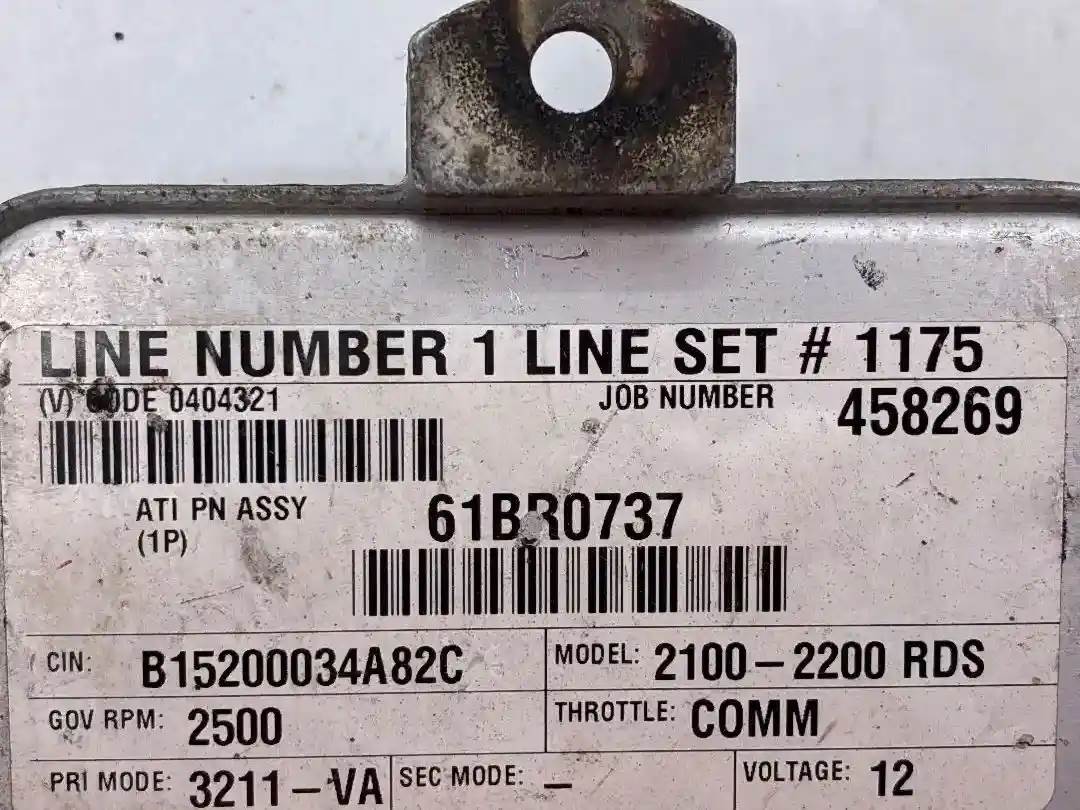 LINE NUMBER 1 LINE SET # 1175
(V) CODE 0404321 JOB NUMBER 458269
ATI PN ASSY 61BR0737
(1P)
CIN: B15200034A82C MODEL: 2100-2200 RDS
GOV RPM: 2500 THROTTLE: COMM
PRI MODE: 3211-VA SEC MODE: - VOLTAGE: 12